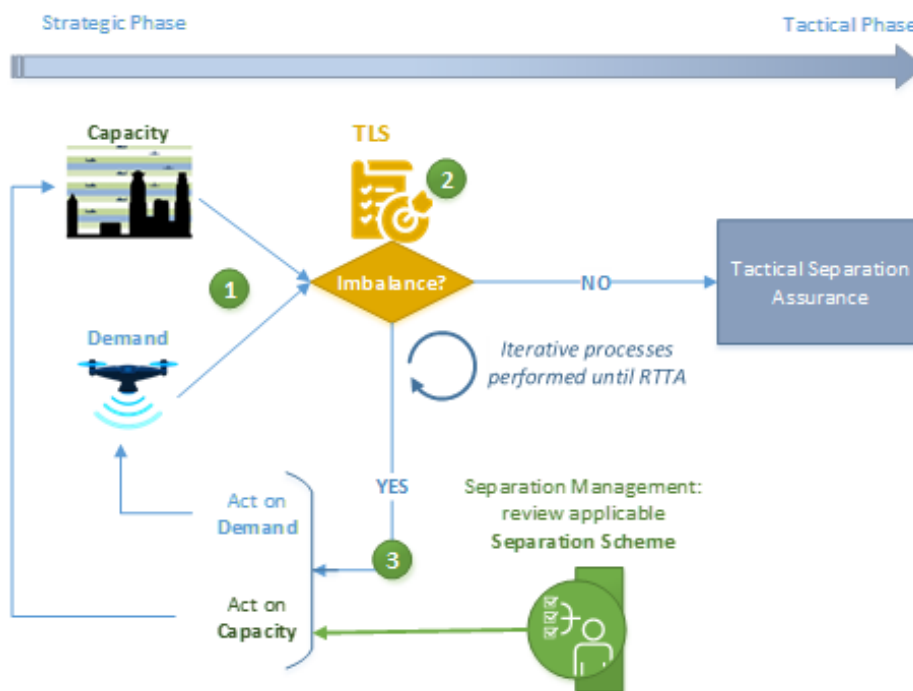 Strategic Phase
Tactical Phase
Capacity
TLS
2
1
Imbalance?
NO
Tactical Separation
Assurance
Demand
Iterative processes
performed until RTTA
YES
Act on
Demand
3
Separation Management:
review applicable
Separation Scheme
Act on
Capacity